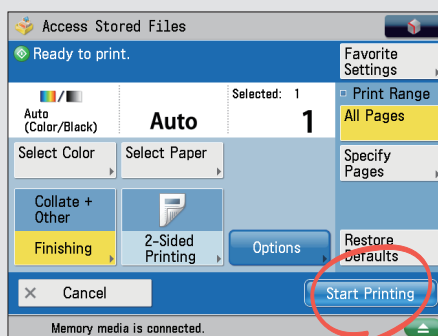 Access Stored Files
Ready to print.
Favorite
Settings
Selected: 1
Print Range
Auto
(Color/Black)
Auto
1
All Pages
Select Color
Select Paper
Specify
Pages
Collate +
Other
Finishing
2-Sided
Printing
Options
Restore
Defaults
Cancel
Start Printing
Memory media is connected.